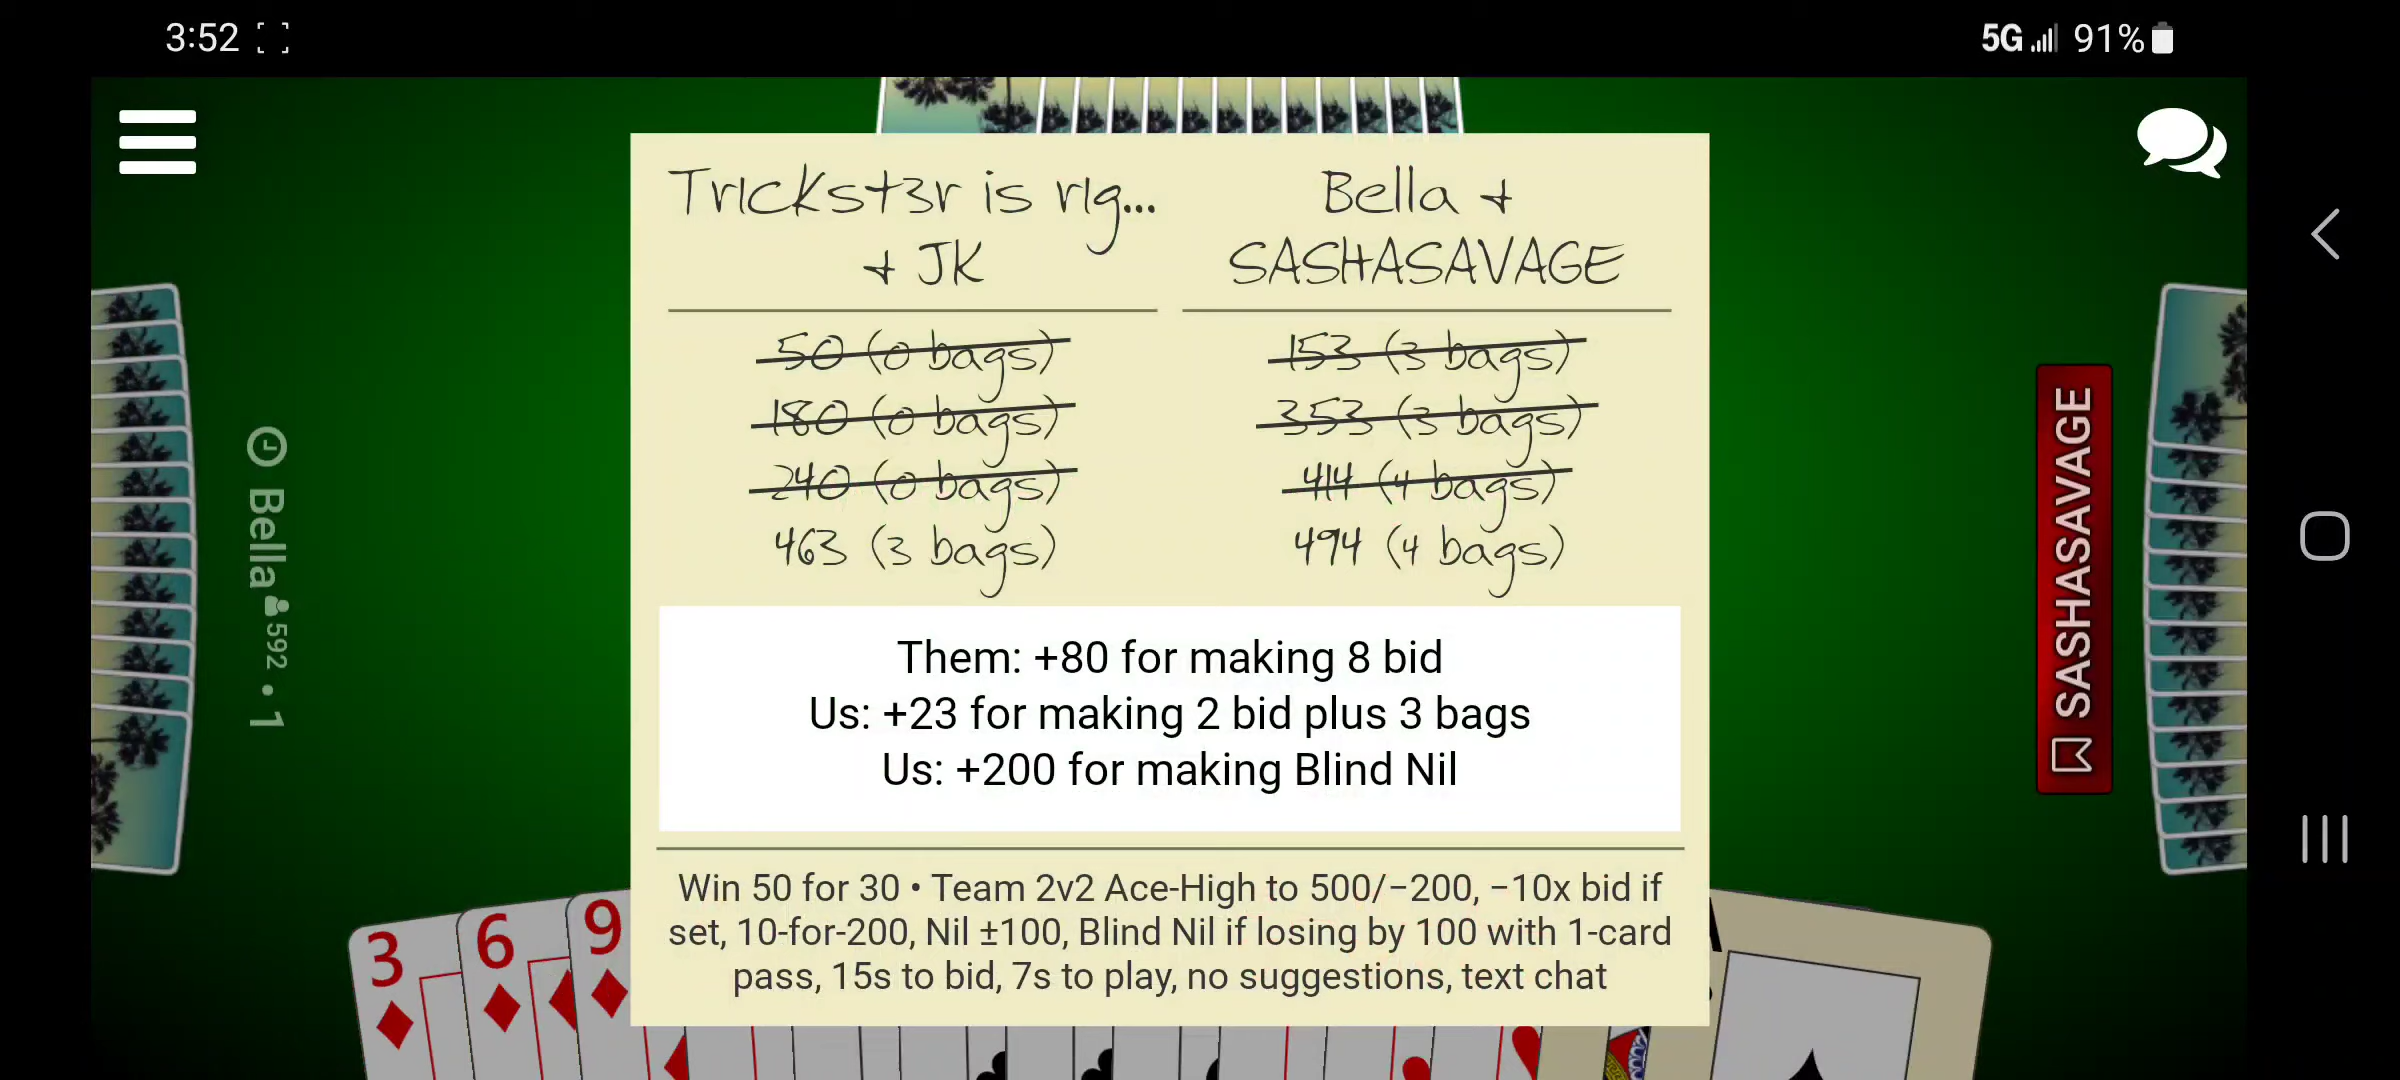 3:52
5G 91%
Trickst3r is rig...
+ JK
Bella +
SASHASAVAGE
50 (0 bags)
153 (3 bags)
180 (0 bags)
353 (3 bags)
240 (0 bags)
414 (4 bags)
463 (3 bags)
494 (4 bags)
Them: +80 for making 8 bid
Us: +23 for making 2 bid plus 3 bags
Us: +200 for making Blind Nil
Win 50 for 30 • Team 2v2 Ace-High to 500/−200, −10x bid if
set, 10-for-200, Nil ±100, Blind Nil if losing by 100 with 1-card
pass, 15s to bid, 7s to play, no suggestions, text chat
Bella 592 • 1
SASHASAVAGE
3
6
9